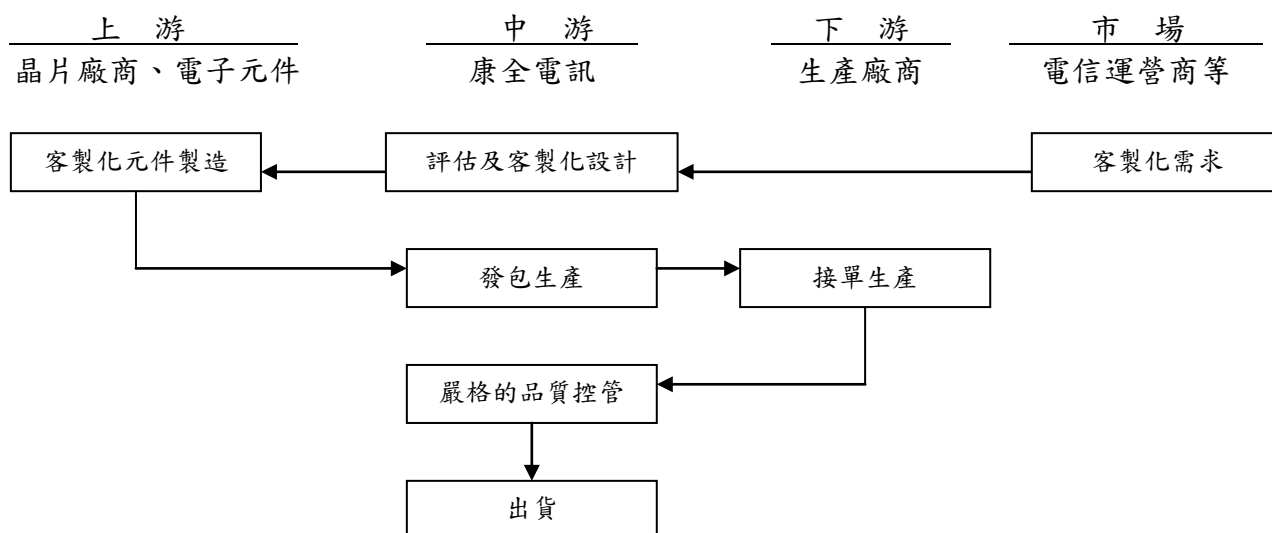 上 游 中 游 下 游 市 場
晶片廠商、電子元件 康全電訊 生產廠商 電信運營商等
客製化元件製造 評估及客製化設計 客製化需求
發包生產 接單生產
嚴格的品質控管
出貨